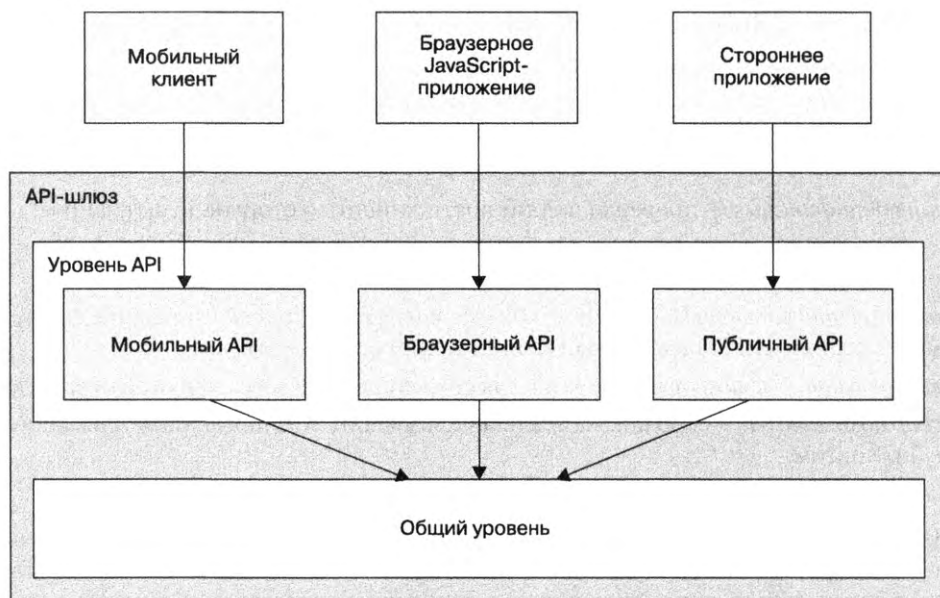 Мобильный
клиент
Браузерное
JavaScript-
приложение
Стороннее
приложение
API-шлюз
Уровень API
Мобильный API
Браузерный API
Публичный API
Общий уровень